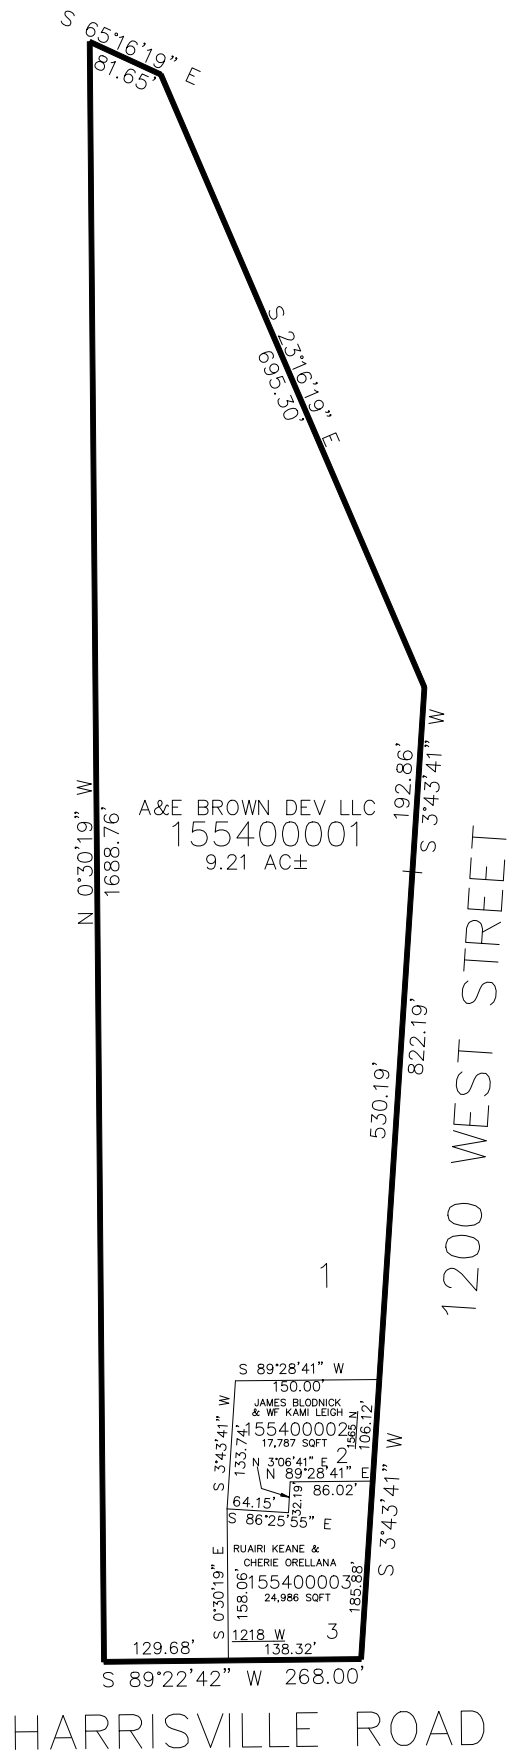 S 65°16'19" E
81.65'
S 23°16'19" E
695.30'
192.86'
S 3°43'41" W
A&E BROWN DEV LLC
155400001
9.21 AC±
N 0°30'19" W
1688.76'
1200 WEST STREET
822.19'
530.19'
1
S 89°28'41" W
150.00'
JAMES BLODNICK
& WF KAMI LEIGH
155400002
17,787 SQFT
2
1565 N
106.12'
S 3°43'41" W
133.74'
N 3°06'41" E
N 89°28'41" E
86.02'
32.19'
64.15'
S 86°25'55" E
S 3°43'41" W
RUAIRI KEANE &
CHERIE ORELLANA
155400003
24,986 SQFT
185.88'
S 0°30'19" E
158.06'
3
1218 W
129.68'
138.32'
S 89°22'42" W 268.00'
HARRISVILLE ROAD